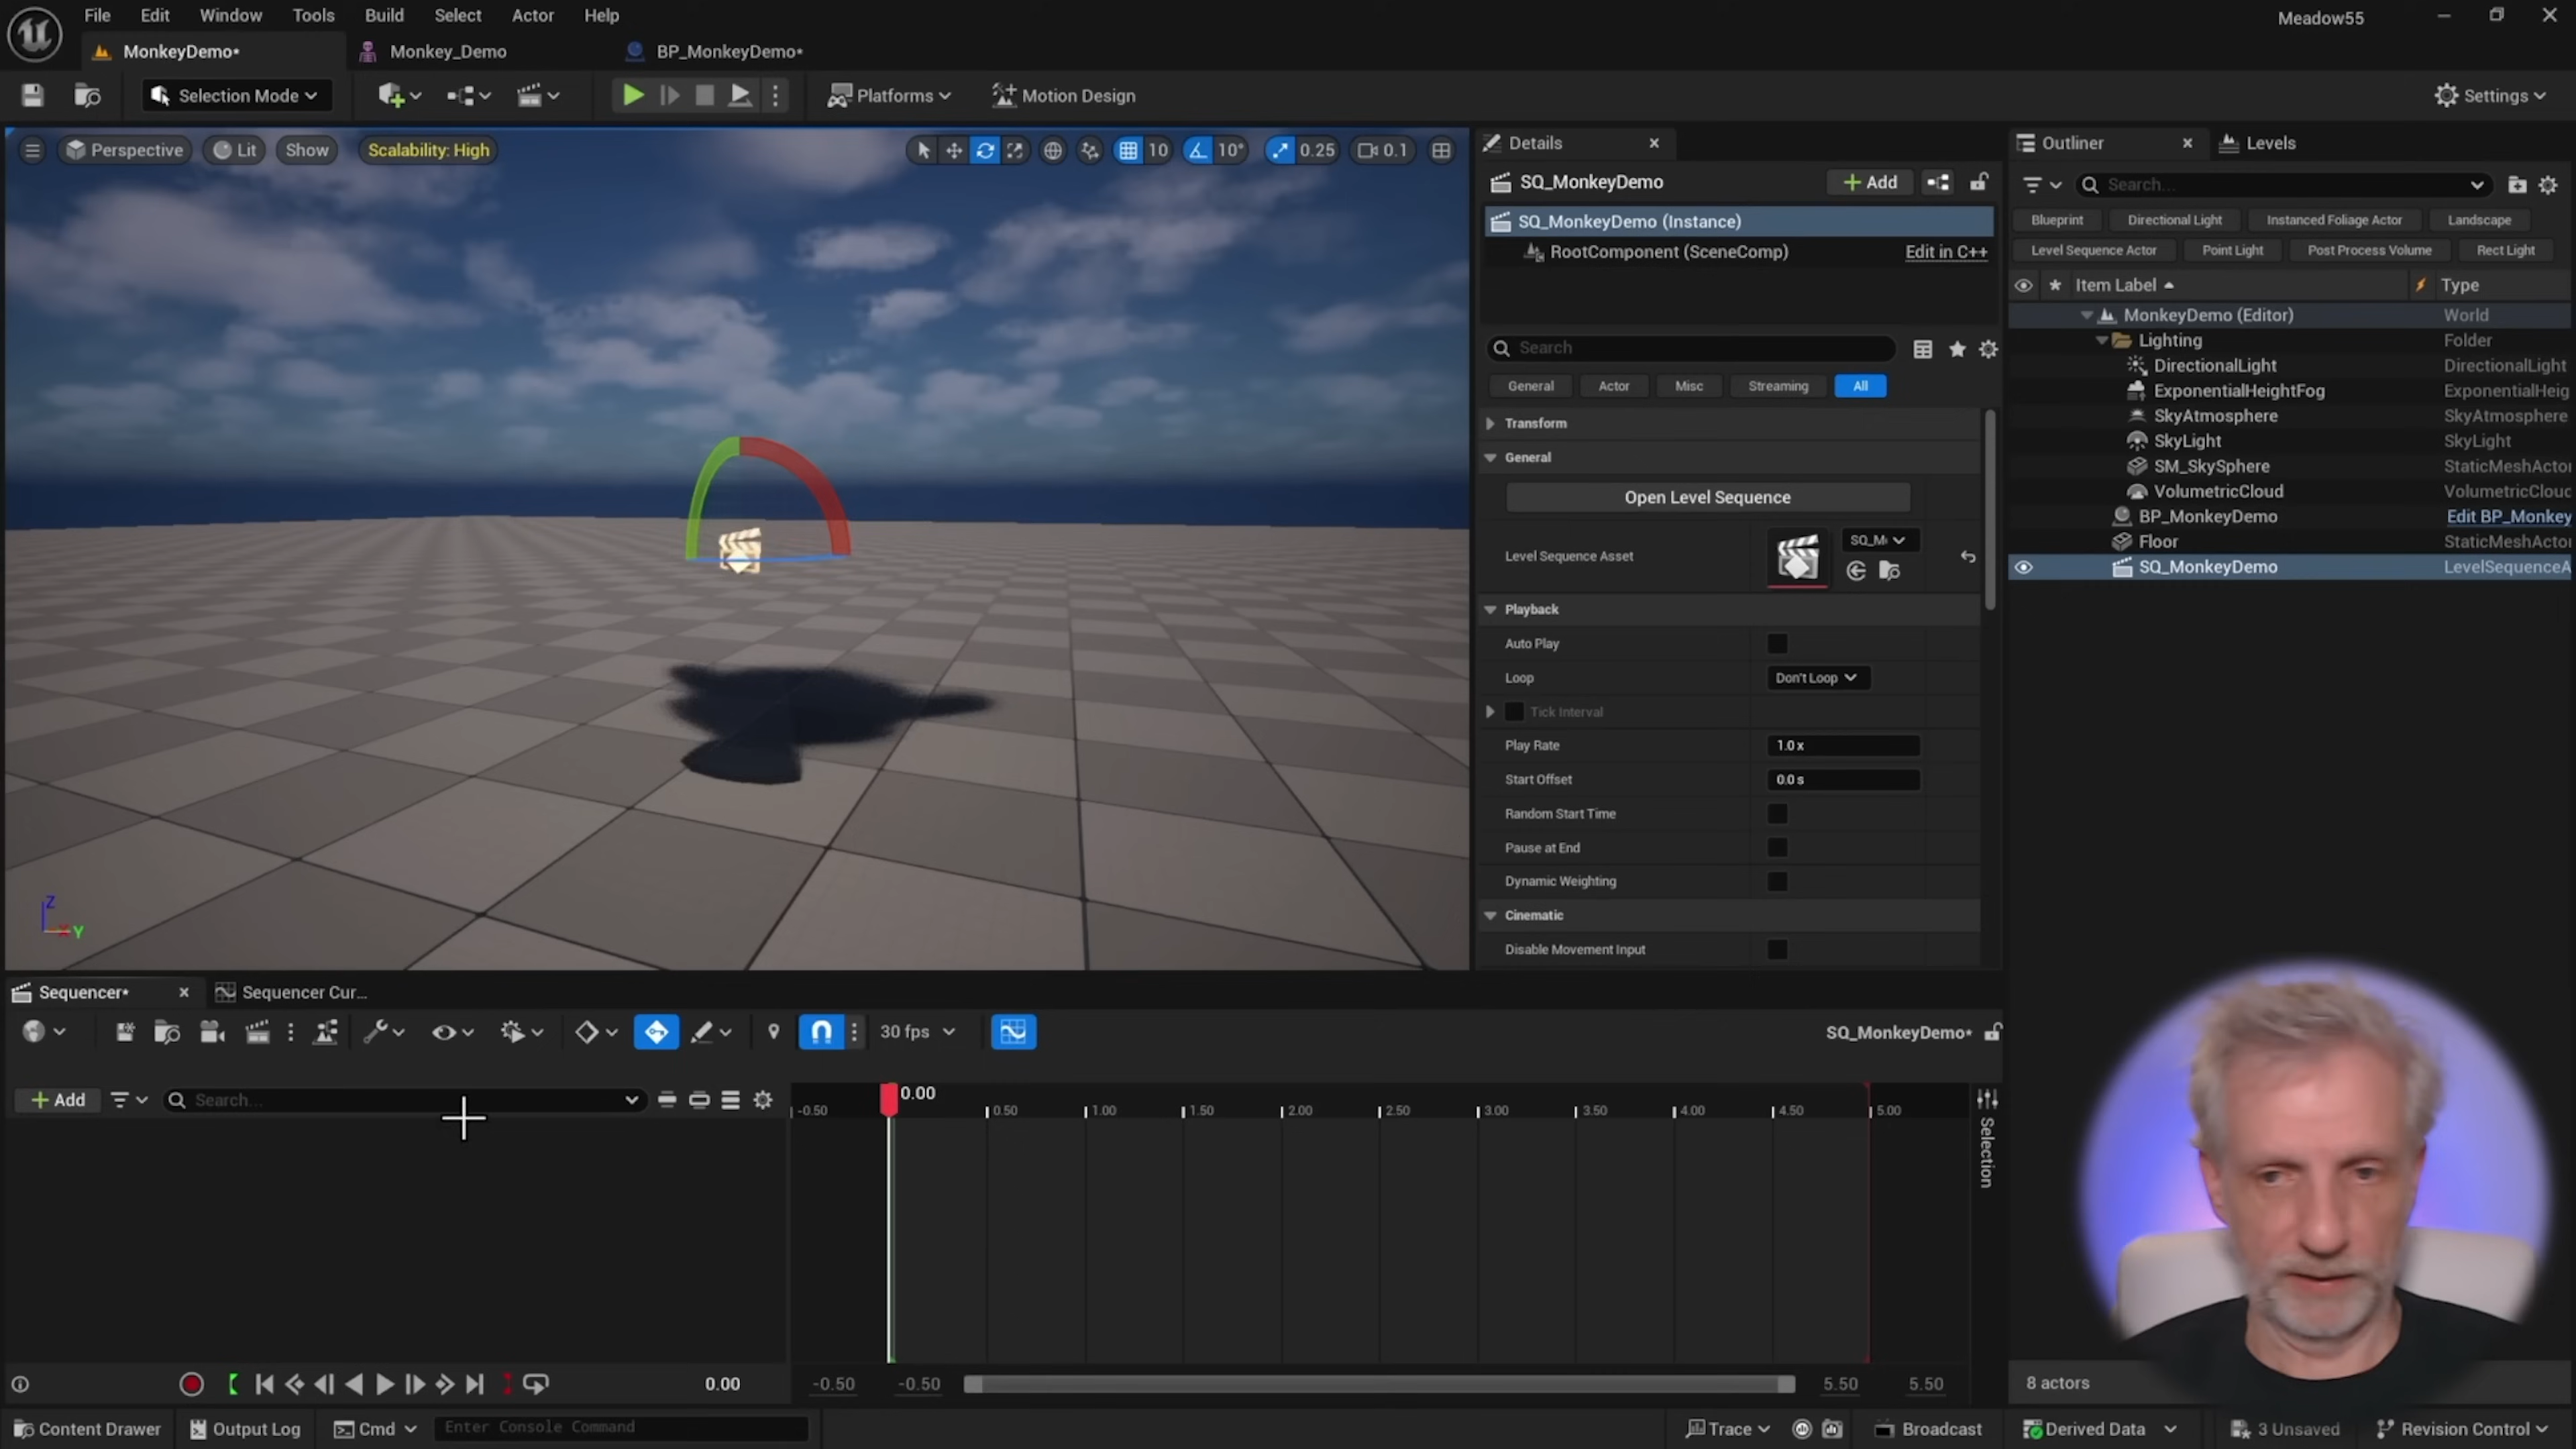 File Edit Window Tools Build Select Actor Help Meadow55
MonkeyDemo* Monkey_Demo BP_MonkeyDemo*
Selection Mode Platforms Motion Design Settings
Perspective Lit Show Scalability: High 10 10° 0.25 0.1
Z
X Y
Details
SQ_MonkeyDemo Add
SQ_MonkeyDemo (Instance)
RootComponent (SceneComp) Edit in C++
Search
General Actor Misc Streaming All
Transform
General
Open Level Sequence
Level Sequence Asset SQ_M
Playback
Auto Play
Loop Don't Loop
Tick Interval
Play Rate 1.0 x
Start Offset 0.0 s
Random Start Time
Pause at End
Dynamic Weighting
Cinematic
Disable Movement Input
Outliner Levels
Search...
Blueprint Directional Light Instanced Foliage Actor Landscape
Level Sequence Actor Point Light Post Process Volume Rect Light
Item Label Type
MonkeyDemo (Editor) World
Lighting Folder
DirectionalLight DirectionalLight
ExponentialHeightFog ExponentialHeig
SkyAtmosphere SkyAtmosphere
SkyLight SkyLight
SM_SkySphere StaticMeshActo
VolumetricCloud VolumetricCloud
BP_MonkeyDemo Edit BP_Monkey
Floor StaticMeshActo
SQ_MonkeyDemo LevelSequenceA
8 actors
Sequencer* Sequencer Cur...
30 fps SQ_MonkeyDemo*
Add Search...
0.00
-0.50 0.50 1.00 1.50 2.00 2.50 3.00 3.50 4.00 4.50 5.00
Selection
0.00 -0.50 -0.50 5.50 5.50
Content Drawer Output Log Cmd Enter Console Command Trace Broadcast Derived Data 3 Unsaved Revision Control